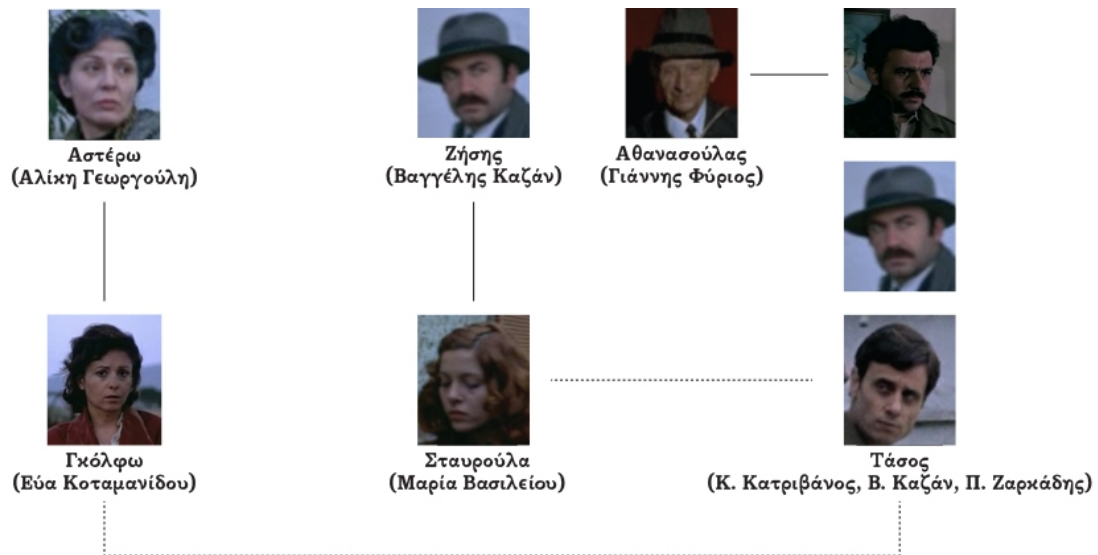 Αστέρω
(Αλίκη Γεωργούλη)
Ζήσης
(Βαγγέλης Καζάν)
Αθανασούλας
(Γιάννης Φύριος)
Γκόλφω
(Εύα Κοταμανίδου)
Σταυρούλα
(Μαρία Βασιλείου)
Τάσος
(Κ. Κατριβάνος, Β. Καζάν, Π. Ζαρκάδης)